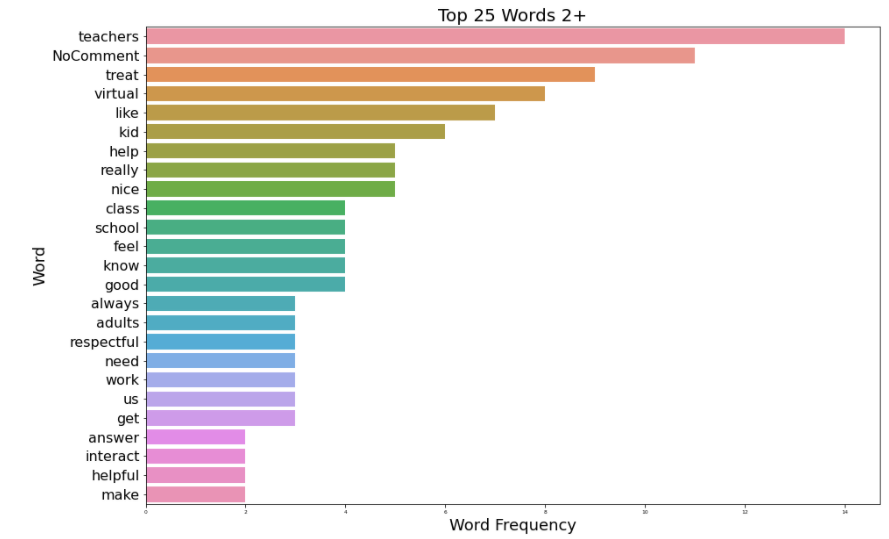 Top 25 Words 2+
teachers
NoComment
treat
virtual
like
kid
help
really
nice
class
school
feel
know
good
always
adults
respectful
need
work
us
get
answer
interact
helpful
make
Word
0 2 4 6 8 10 12 14
Word Frequency